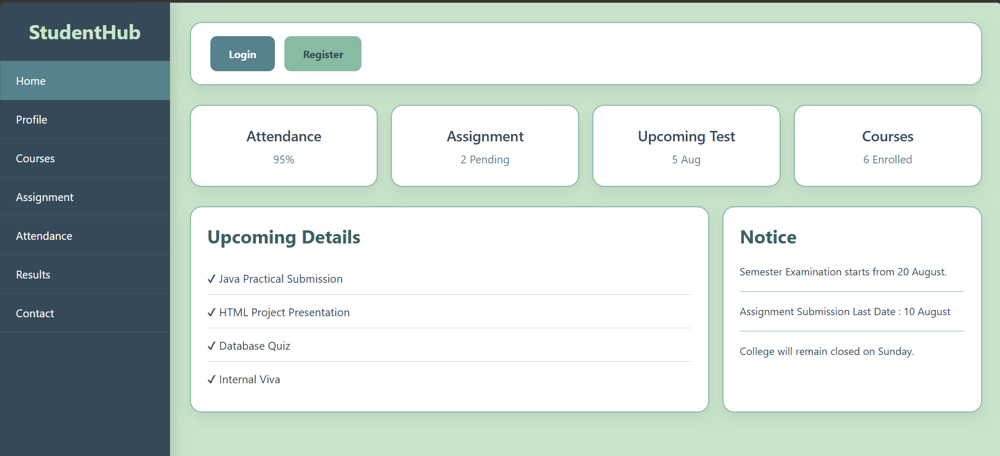 StudentHub
Home
Profile
Courses
Assignment
Attendance
Results
Contact
Login
Register
Attendance
95%
Assignment
2 Pending
Upcoming Test
5 Aug
Courses
6 Enrolled
Upcoming Details
✔ Java Practical Submission
✔ HTML Project Presentation
✔ Database Quiz
✔ Internal Viva
Notice
Semester Examination starts from 20 August.
Assignment Submission Last Date : 10 August
College will remain closed on Sunday.